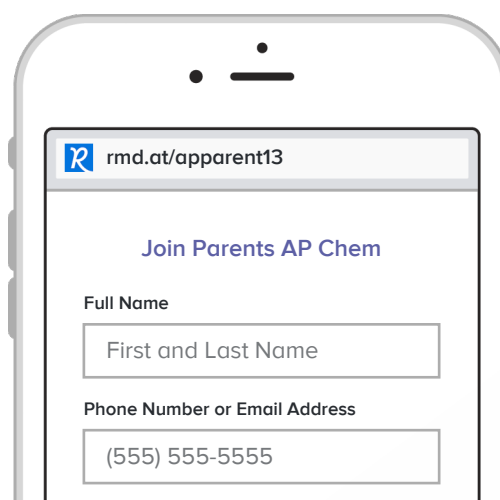 rmd.at/apparent13
Join Parents AP Chem
Full Name
First and Last Name
Phone Number or Email Address
(555) 555-5555